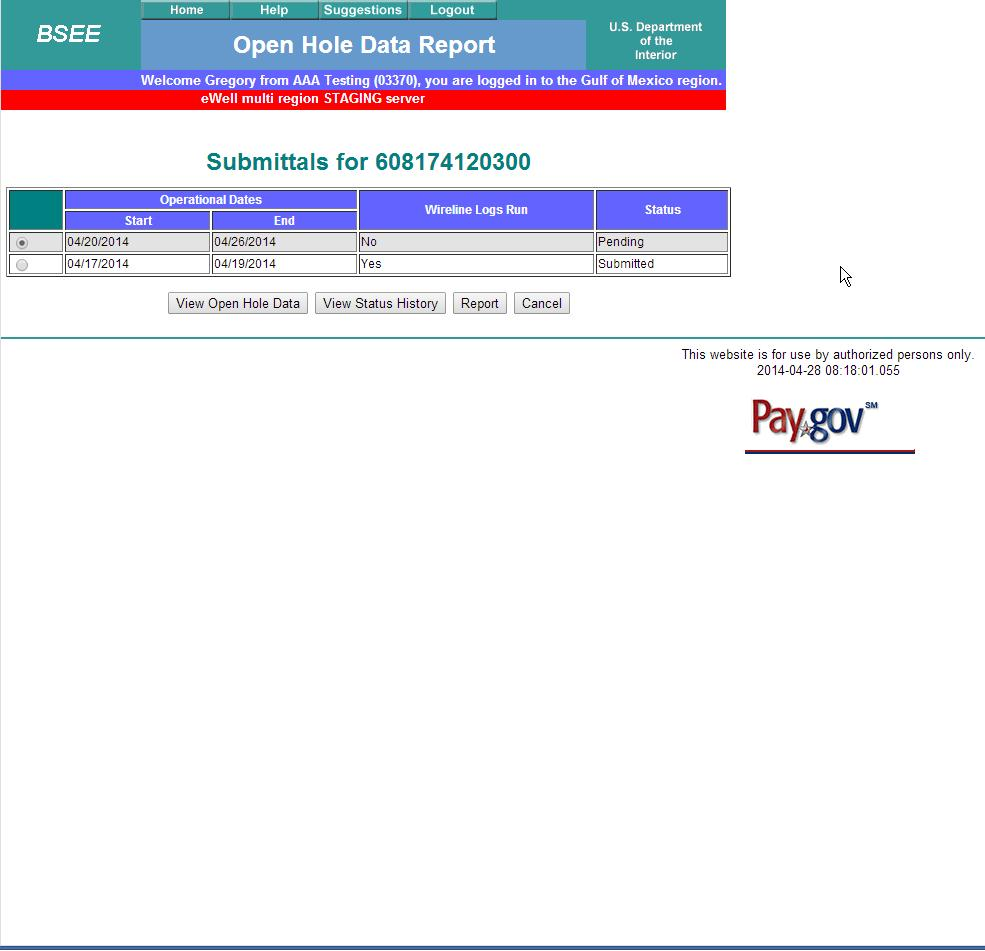 Home Help Suggestions Logout
BSEE
Open Hole Data Report
U.S. Department
of the
Interior
Welcome Gregory from AAA Testing (03370), you are logged in to the Gulf of Mexico region.
eWell multi region STAGING server
Submittals for 608174120300
Operational Dates Wireline Logs Run Status
Start End
04/20/2014 04/26/2014 No Pending
04/17/2014 04/19/2014 Yes Submitted
View Open Hole Data View Status History Report Cancel
This website is for use by authorized persons only.
2014-04-28 08:18:01.055
Pay.gov SM